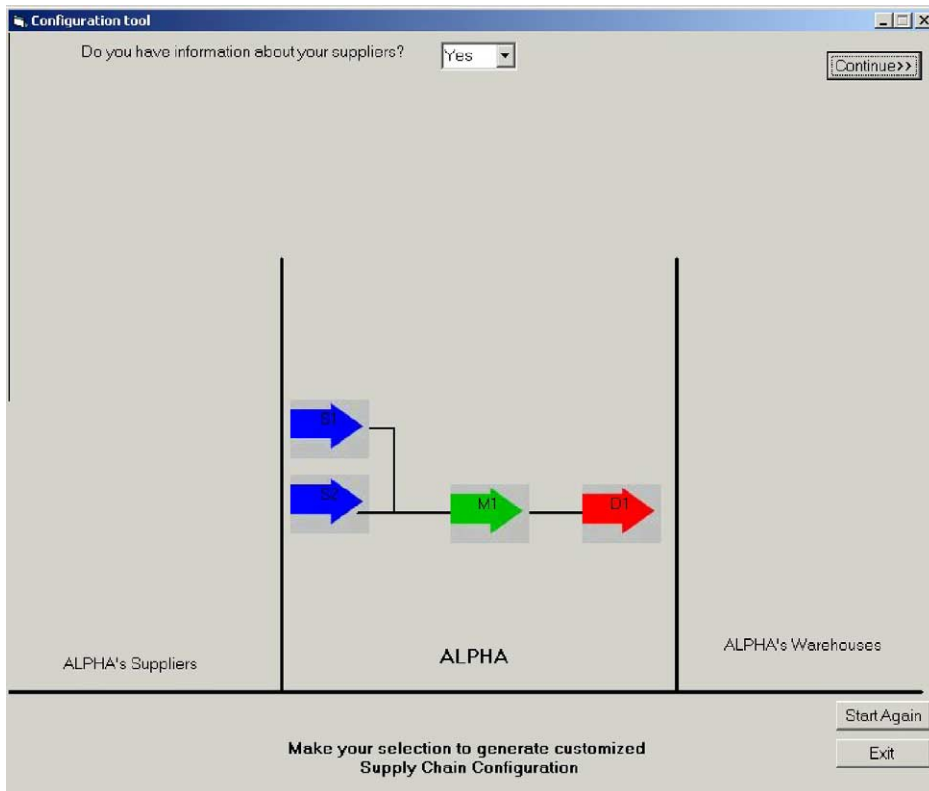 Configuration tool
Do you have information about your suppliers?
Yes
Continue>>
S1
S2
M1
D1
ALPHA's Suppliers
ALPHA
ALPHA's Warehouses
Start Again
Make your selection to generate customized
Supply Chain Configuration
Exit